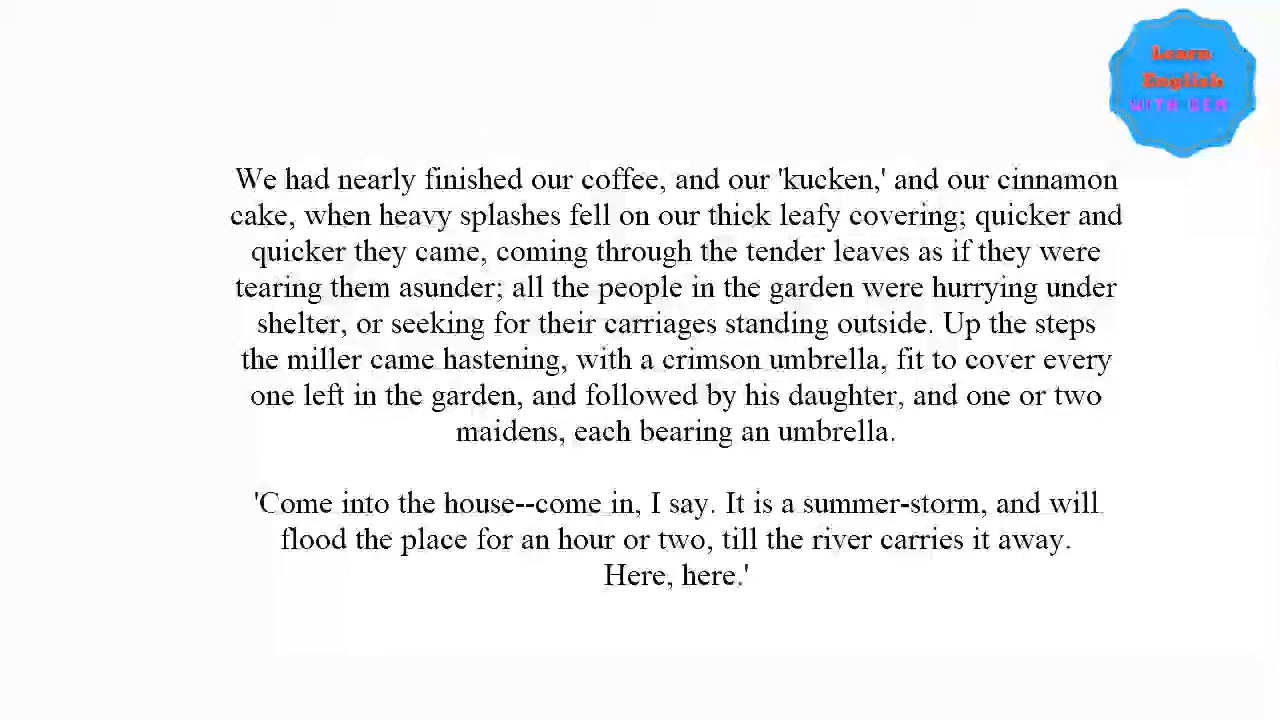 Learn
English
WITH GEM
We had nearly finished our coffee, and our 'kucken,' and our cinnamon
cake, when heavy splashes fell on our thick leafy covering; quicker and
quicker they came, coming through the tender leaves as if they were
tearing them asunder; all the people in the garden were hurrying under
shelter, or seeking for their carriages standing outside. Up the steps
the miller came hastening, with a crimson umbrella, fit to cover every
one left in the garden, and followed by his daughter, and one or two
maidens, each bearing an umbrella.
'Come into the house--come in, I say. It is a summer-storm, and will
flood the place for an hour or two, till the river carries it away.
Here, here.'